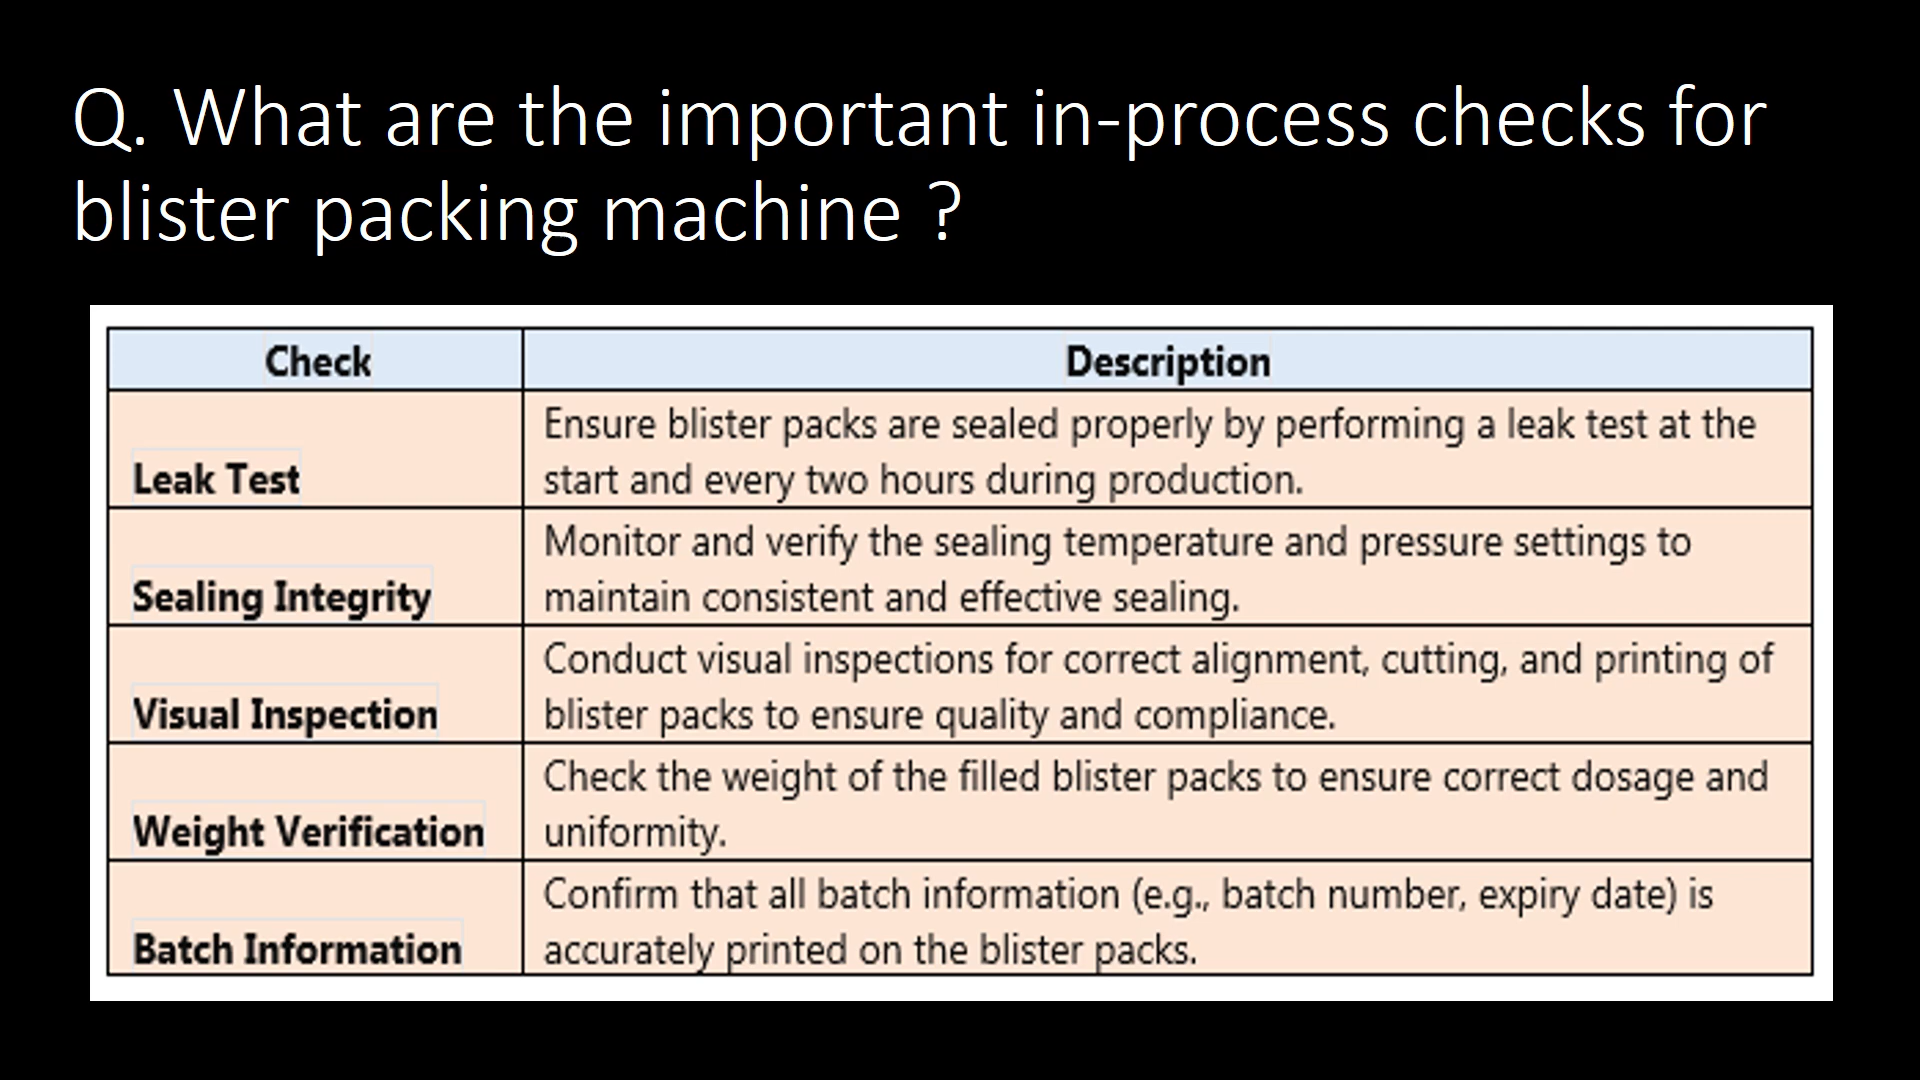 Q. What are the important in-process checks for
blister packing machine ?
Check
Description
Leak Test
Ensure blister packs are sealed properly by performing a leak test at the
start and every two hours during production.
Sealing Integrity
Monitor and verify the sealing temperature and pressure settings to
maintain consistent and effective sealing.
Visual Inspection
Conduct visual inspections for correct alignment, cutting, and printing of
blister packs to ensure quality and compliance.
Weight Verification
Check the weight of the filled blister packs to ensure correct dosage and
uniformity.
Batch Information
Confirm that all batch information (e.g., batch number, expiry date) is
accurately printed on the blister packs.